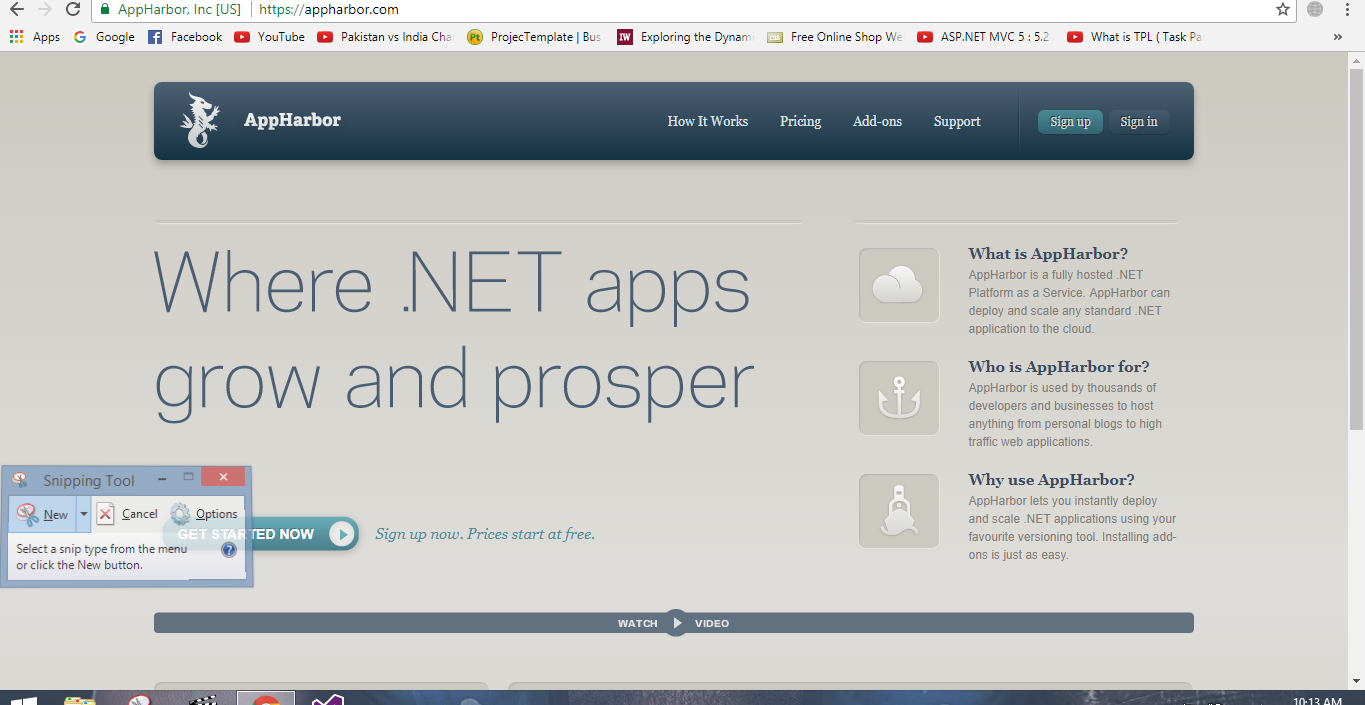 AppHarbor, Inc [US] https://appharbor.com
Apps Google Facebook YouTube Pakistan vs India Cha ProjecTemplate | Bus Exploring the Dynam Free Online Shop We ASP.NET MVC 5 : 5.2 What is TPL ( Task Pa »
AppHarbor How It Works Pricing Add-ons Support Sign up Sign in
Where .NET apps
grow and prosper
What is AppHarbor?
AppHarbor is a fully hosted .NET
Platform as a Service. AppHarbor can
deploy and scale any standard .NET
application to the cloud.
Who is AppHarbor for?
AppHarbor is used by thousands of
developers and businesses to host
anything from personal blogs to high
traffic web applications.
Why use AppHarbor?
AppHarbor lets you instantly deploy
and scale .NET applications using your
favourite versioning tool. Installing add-
ons is just as easy.
Snipping Tool
New Cancel Options
Select a snip type from the menu
or click the New button.
GET STARTED NOW Sign up now. Prices start at free.
WATCH VIDEO
10:13 AM